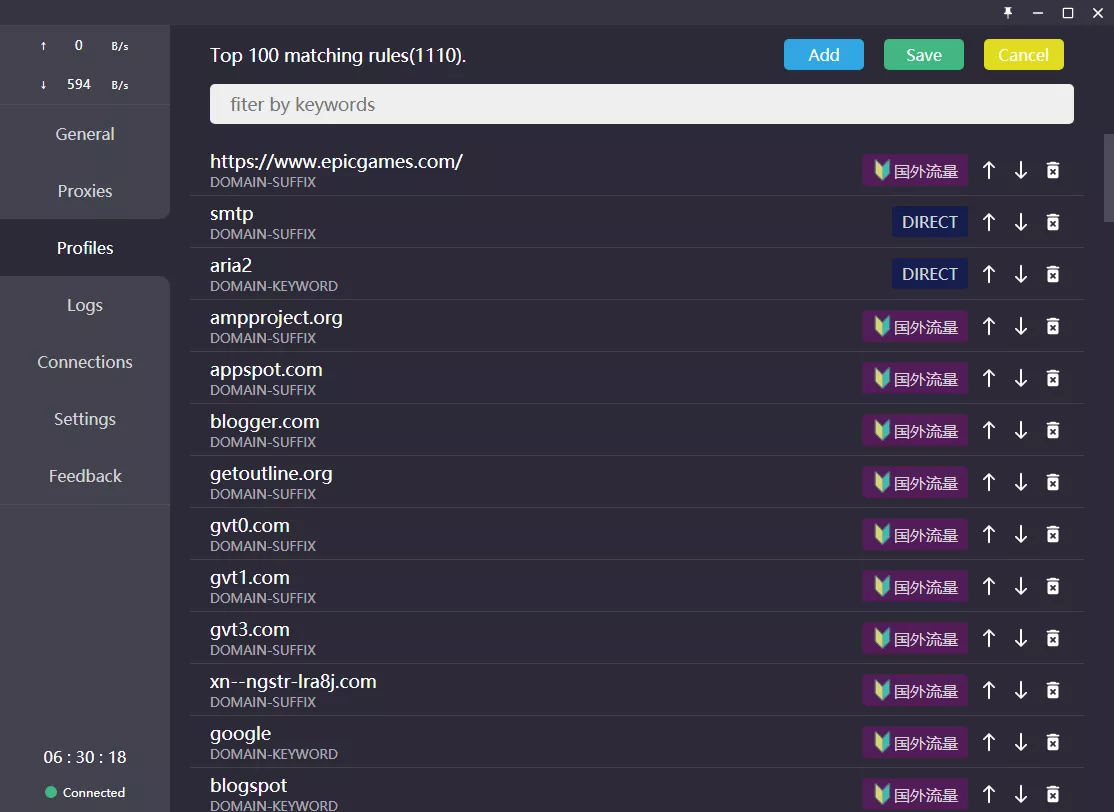 ↑ 0 B/s
↓ 594 B/s
General
Proxies
Profiles
Logs
Connections
Settings
Feedback
06 : 30 : 18
Connected
Top 100 matching rules(1110).
Add
Save
Cancel
fiter by keywords
https://www.epicgames.com/
DOMAIN-SUFFIX
国外流量
smtp
DOMAIN-SUFFIX
DIRECT
aria2
DOMAIN-KEYWORD
DIRECT
ampproject.org
DOMAIN-SUFFIX
国外流量
appspot.com
DOMAIN-SUFFIX
国外流量
blogger.com
DOMAIN-SUFFIX
国外流量
getoutline.org
DOMAIN-SUFFIX
国外流量
gvt0.com
DOMAIN-SUFFIX
国外流量
gvt1.com
DOMAIN-SUFFIX
国外流量
gvt3.com
DOMAIN-SUFFIX
国外流量
xn--ngstr-lra8j.com
DOMAIN-SUFFIX
国外流量
google
DOMAIN-KEYWORD
国外流量
blogspot
DOMAIN-KEYWORD
国外流量